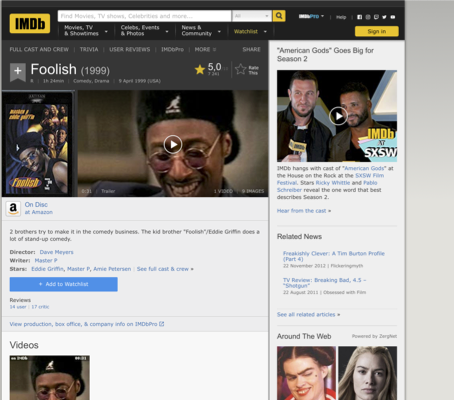 IMDb
Find Movies, TV shows, Celebrities and more...
All
IMDbPro
Help
Movies, TV
& Showtimes
Celebs, Events
& Photos
News &
Community
Watchlist
Sign in
FULL CAST AND CREW | TRIVIA | USER REVIEWS | IMDbPro | MORE
SHARE
Foolish (1999)
5,0
Rate
This
R | 1h 24min | Comedy, Drama | 9 April 1999 (USA)
Foolish
0:31 | Trailer
1 VIDEO | 9 IMAGES
a
On Disc
at Amazon
2 brothers try to make it in the comedy business. The kid brother "Foolish"/Eddie Griffin does a
lot of stand-up comedy.
Director: Dave Meyers
Writer: Master P
Stars: Eddie Griffin, Master P, Amie Petersen | See full cast & crew »
+ Add to Watchlist
Reviews
14 user | 17 critic
View production, box office, & company info on IMDbPro
Videos
00:31
"American Gods" Goes Big for
Season 2
IMDb
AT
SXSW
IMDb hangs with cast of "American Gods" at
the House on the Rock at the SXSW Film
Festival. Stars Ricky Whittle and Pablo
Schreiber reveal the one word that best
describes Season 2.
Hear from the cast »
Related News
Freakishly Clever: A Tim Burton Profile
(Part 4)
22 November 2012 | Flickeringmyth
TV Review: Breaking Bad, 4.5 –
"Shotgun"
22 August 2011 | Obsessed with Film
See all related articles »
Around The Web
Powered by ZergNet